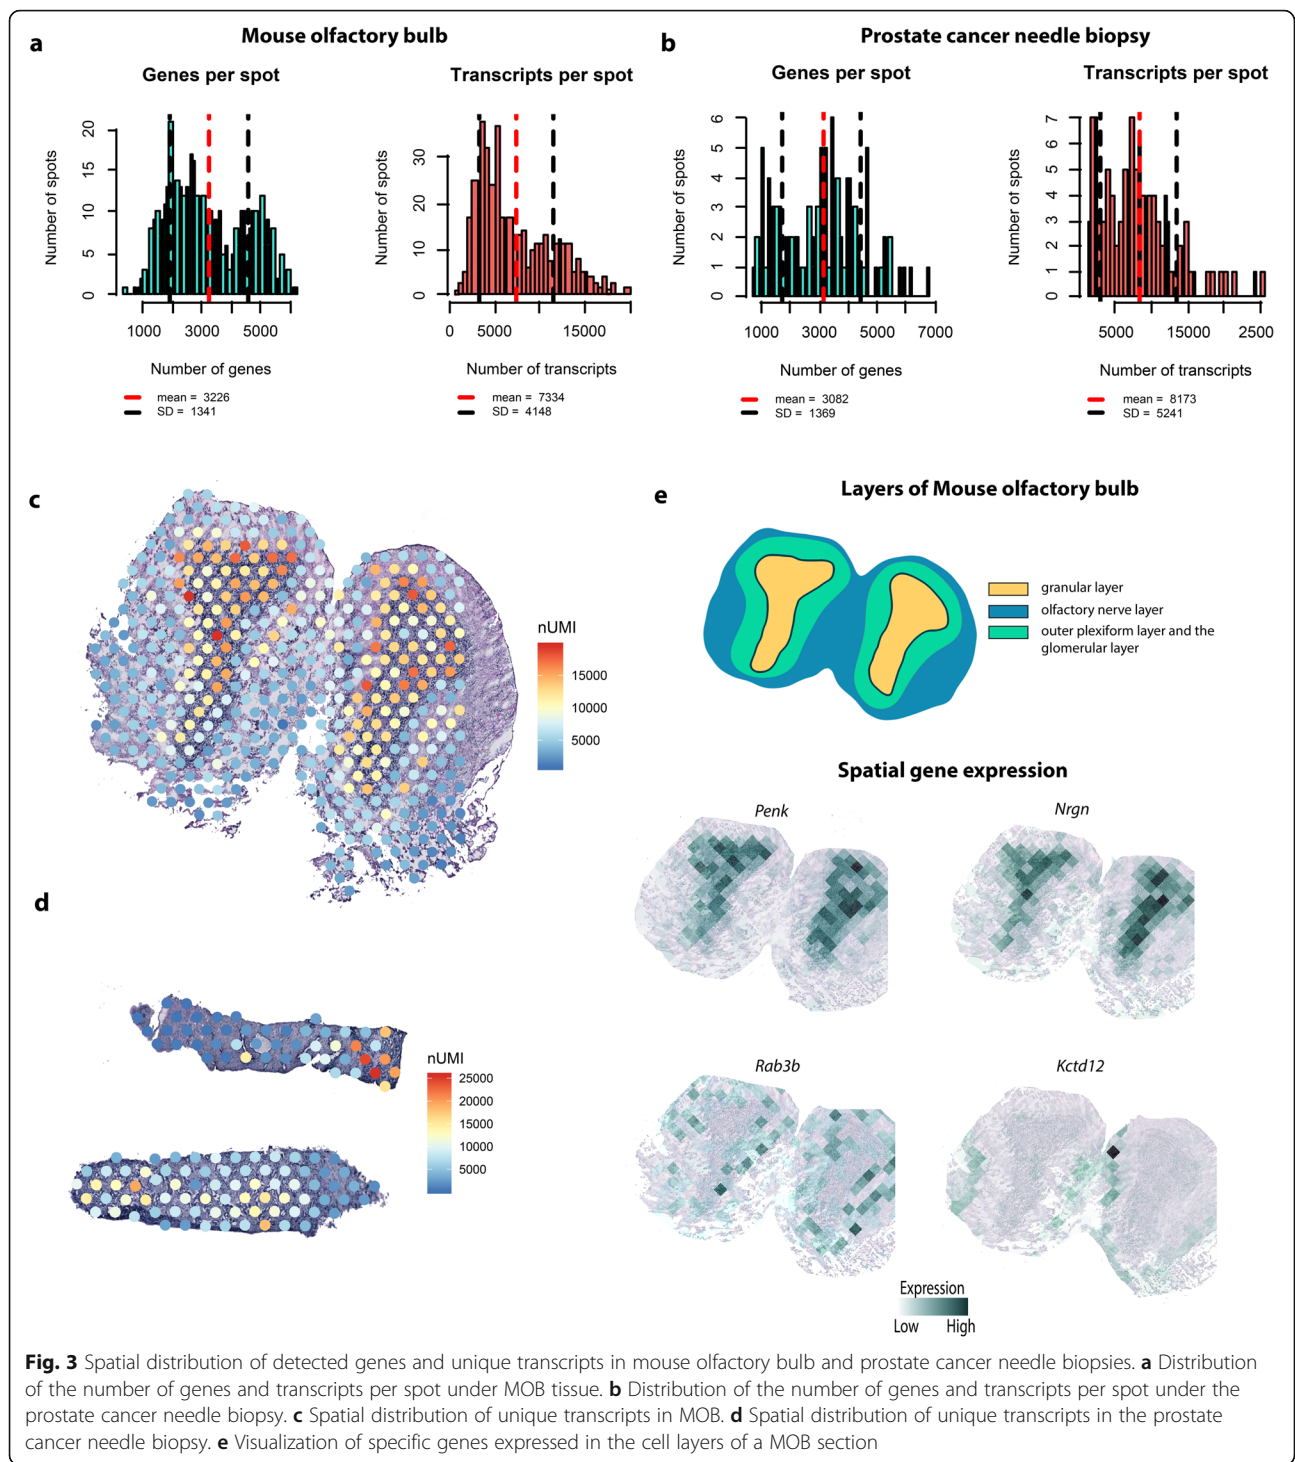 a
Mouse olfactory bulb
Genes per spot
Number of spots
20
15
10
5
0
1000 3000 5000
Number of genes
mean = 3226
SD = 1341
Transcripts per spot
Number of spots
30
20
10
0
0 5000 15000
Number of transcripts
mean = 7334
SD = 4148
b
Prostate cancer needle biopsy
Genes per spot
Number of spots
6
5
4
3
2
1
0
1000 3000 5000 7000
Number of genes
mean = 3082
SD = 1369
Transcripts per spot
Number of spots
7
6
5
4
3
2
1
0
5000 15000 2500
Number of transcripts
mean = 8173
SD = 5241
c
nUMI
15000
10000
5000
d
nUMI
25000
20000
15000
10000
5000
e
Layers of Mouse olfactory bulb
granular layer
olfactory nerve layer
outer plexiform layer and the
glomerular layer
Spatial gene expression
Penk
Nrgn
Rab3b
Kctd12
Expression
Low High
Fig. 3 Spatial distribution of detected genes and unique transcripts in mouse olfactory bulb and prostate cancer needle biopsies. a Distribution
of the number of genes and transcripts per spot under MOB tissue. b Distribution of the number of genes and transcripts per spot under the
prostate cancer needle biopsy. c Spatial distribution of unique transcripts in MOB. d Spatial distribution of unique transcripts in the prostate
cancer needle biopsy. e Visualization of specific genes expressed in the cell layers of a MOB section